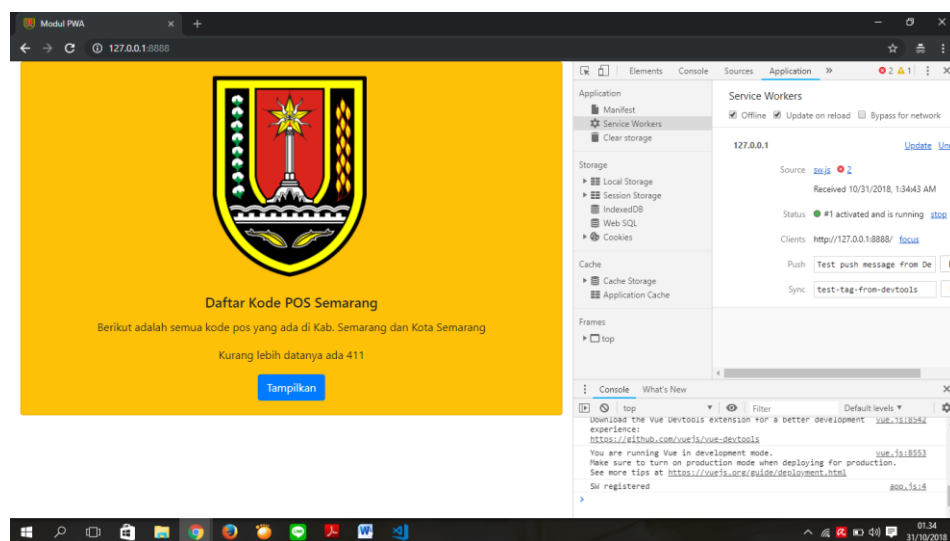 Modul PWA
127.0.0.1:8888
Daftar Kode POS Semarang
Berikut adalah semua kode pos yang ada di Kab. Semarang dan Kota Semarang
Kurang lebih datanya ada 411
Tampilkan
Elements Console Sources Application » 2 1
Application
Manifest
Service Workers
Clear storage
Storage
Local Storage
Session Storage
IndexedDB
Web SQL
Cookies
Cache
Cache Storage
Application Cache
Frames
top
Service Workers
Offline Update on reload Bypass for network
127.0.0.1 Update
Source sw.js 2
Received 10/31/2018, 1:34:43 AM
Status #1 activated and is running stop
Clients http://127.0.0.1:8888/ focus
Push Test push message from De
Sync test-tag-from-devtools
Console What's New
top Filter Default levels
Download the Vue Devtools extension for a better development vue.js:8542
experience:
https://github.com/vuejs/vue-devtools
You are running Vue in development mode. vue.js:8553
Make sure to turn on production mode when deploying for production.
See more tips at https://vuejs.org/guide/deployment.html
SW registered app.js:4
01.34
31/10/2018